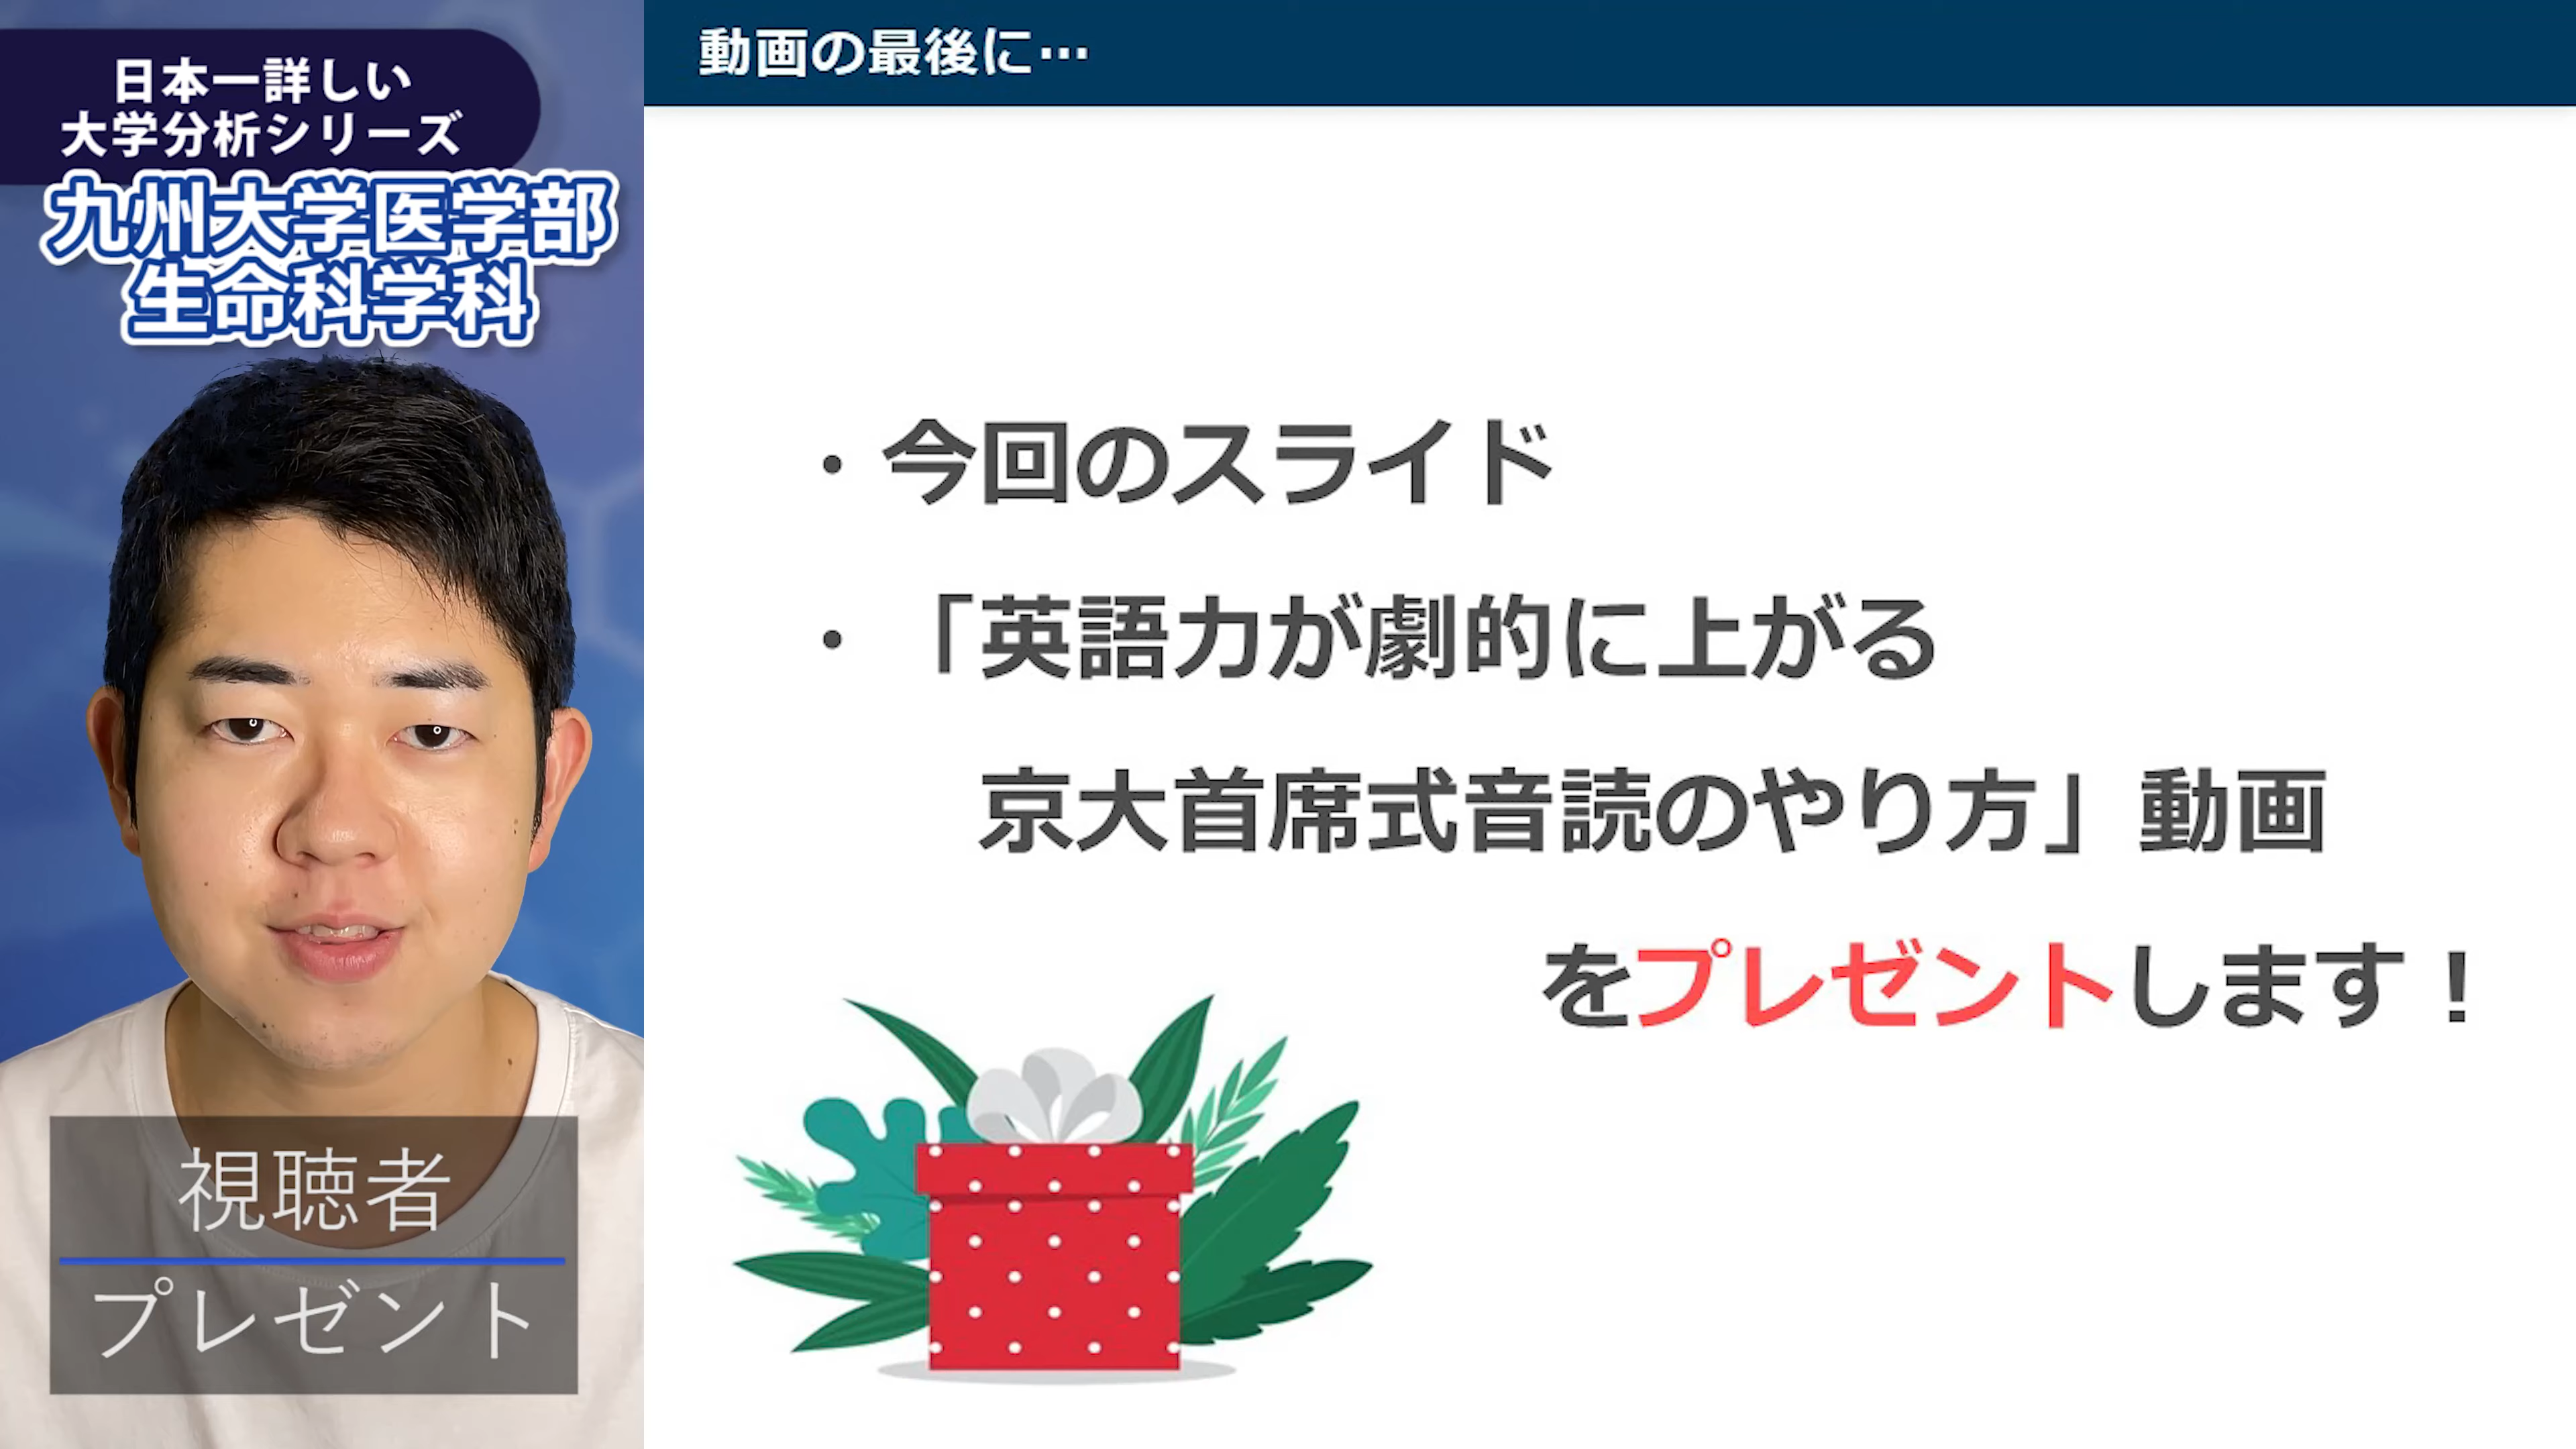 日本一詳しい
大学分析シリーズ
九州大学医学部
生命科学科
視聴者
プレゼント
動画の最後に…
・今回のスライド
・「英語力が劇的に上がる
京大首席式音読のやり方」動画
をプレゼントします！